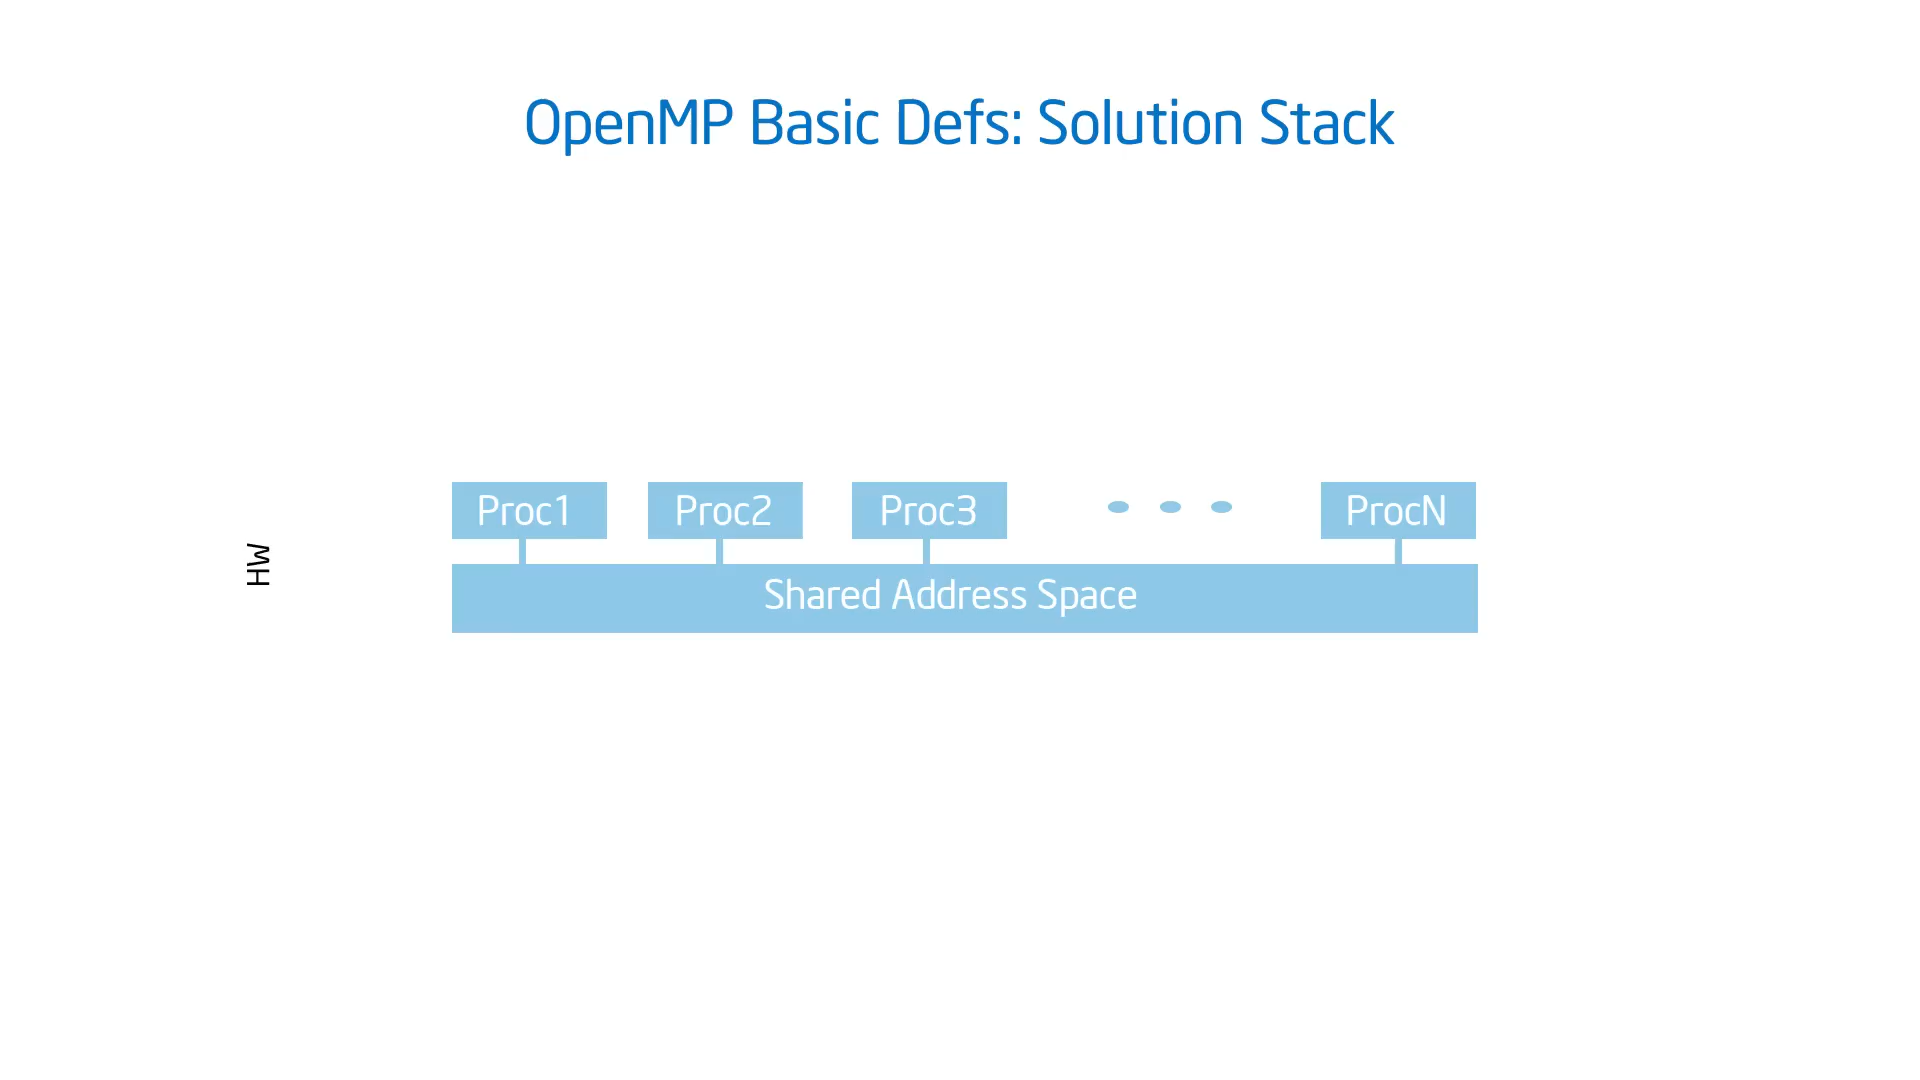 OpenMP Basic Defs: Solution Stack
Proc1 Proc2 Proc3 ProcN
HW
Shared Address Space